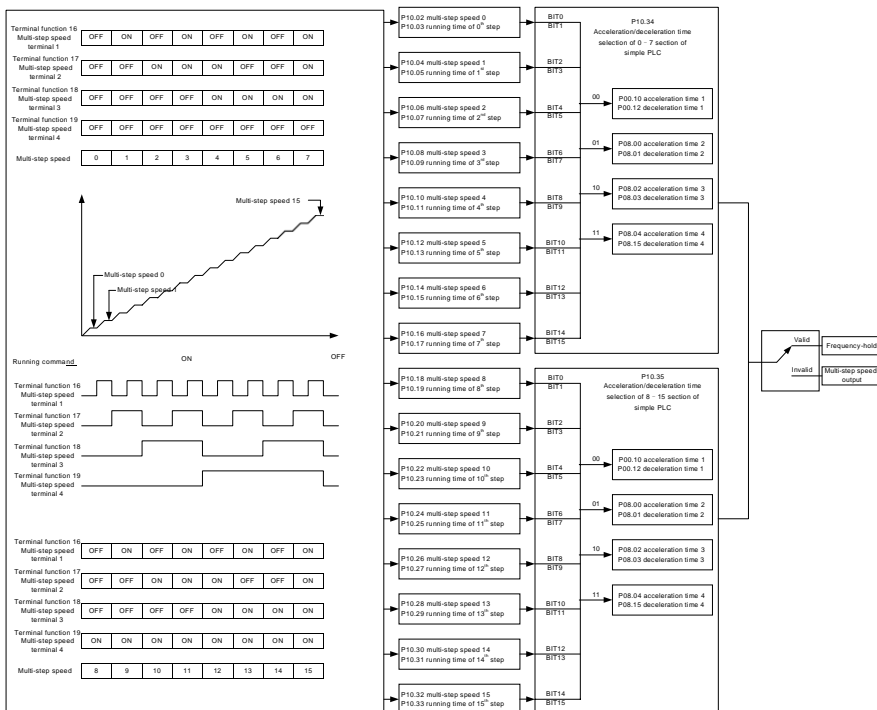 Terminal function 16
Multi-step speed
terminal 1
OFF ON OFF ON OFF ON OFF ON
Terminal function 17
Multi-step speed
terminal 2
OFF OFF ON ON OFF OFF ON ON
Terminal function 18
Multi-step speed
terminal 3
OFF OFF OFF OFF ON ON ON ON
Terminal function 19
Multi-step speed
terminal 4
OFF OFF OFF OFF OFF OFF OFF OFF
Multi-step speed 0 1 2 3 4 5 6 7
Multi-step speed 15
Multi-step speed 0
Multi-step speed 1
Running command ON OFF
Terminal function 16
Multi-step speed
terminal 1
Terminal function 17
Multi-step speed
terminal 2
Terminal function 18
Multi-step speed
terminal 3
Terminal function 19
Multi-step speed
terminal 4
Terminal function 16
Multi-step speed
terminal 1
OFF ON OFF ON OFF ON OFF ON
Terminal function 17
Multi-step speed
terminal 2
OFF OFF ON ON OFF OFF ON ON
Terminal function 18
Multi-step speed
terminal 3
OFF OFF OFF OFF ON ON ON ON
Terminal function 19
Multi-step speed
terminal 4
ON ON ON ON ON ON ON ON
Multi-step speed 8 9 10 11 12 13 14 15
P10.02 multi-step speed 0
P10.03 running time of 0th step
BIT0
BIT1
P10.04 multi-step speed 1
P10.05 running time of 1st step
BIT2
BIT3
P10.06 multi-step speed 2
P10.07 running time of 2nd step
BIT4
BIT5
P10.08 multi-step speed 3
P10.09 running time of 3rd step
BIT6
BIT7
P10.10 multi-step speed 4
P10.11 running time of 4th step
BIT8
BIT9
P10.12 multi-step speed 5
P10.13 running time of 5th step
BIT10
BIT11
P10.14 multi-step speed 6
P10.15 running time of 6th step
BIT12
BIT13
P10.16 multi-step speed 7
P10.17 running time of 7th step
BIT14
BIT15
P10.34
Acceleration/deceleration time
selection of 0-7 section of
simple PLC
00
P00.10 acceleration time 1
P00.12 deceleration time 1
01
P08.00 acceleration time 2
P08.01 deceleration time 2
10
P08.02 acceleration time 3
P08.03 deceleration time 3
11
P08.04 acceleration time 4
P08.15 deceleration time 4
P10.18 multi-step speed 8
P10.19 running time of 8th step
BIT0
BIT1
P10.20 multi-step speed 9
P10.21 running time of 9th step
BIT2
BIT3
P10.22 multi-step speed 10
P10.23 running time of 10th step
BIT4
BIT5
P10.24 multi-step speed 11
P10.25 running time of 11th step
BIT6
BIT7
P10.26 multi-step speed 12
P10.27 running time of 12th step
BIT8
BIT9
P10.28 multi-step speed 13
P10.29 running time of 13th step
BIT10
BIT11
P10.30 multi-step speed 14
P10.31 running time of 14th step
BIT12
BIT13
P10.32 multi-step speed 15
P10.33 running time of 15th step
BIT14
BIT15
P10.35
Acceleration/deceleration time
selection of 8-15 section of
simple PLC
00
P00.10 acceleration time 1
P00.12 deceleration time 1
01
P08.00 acceleration time 2
P08.01 deceleration time 2
10
P08.02 acceleration time 3
P08.03 deceleration time 3
11
P08.04 acceleration time 4
P08.15 deceleration time 4
Valid
Frequency-hold
Invalid
Multi-step speed
output